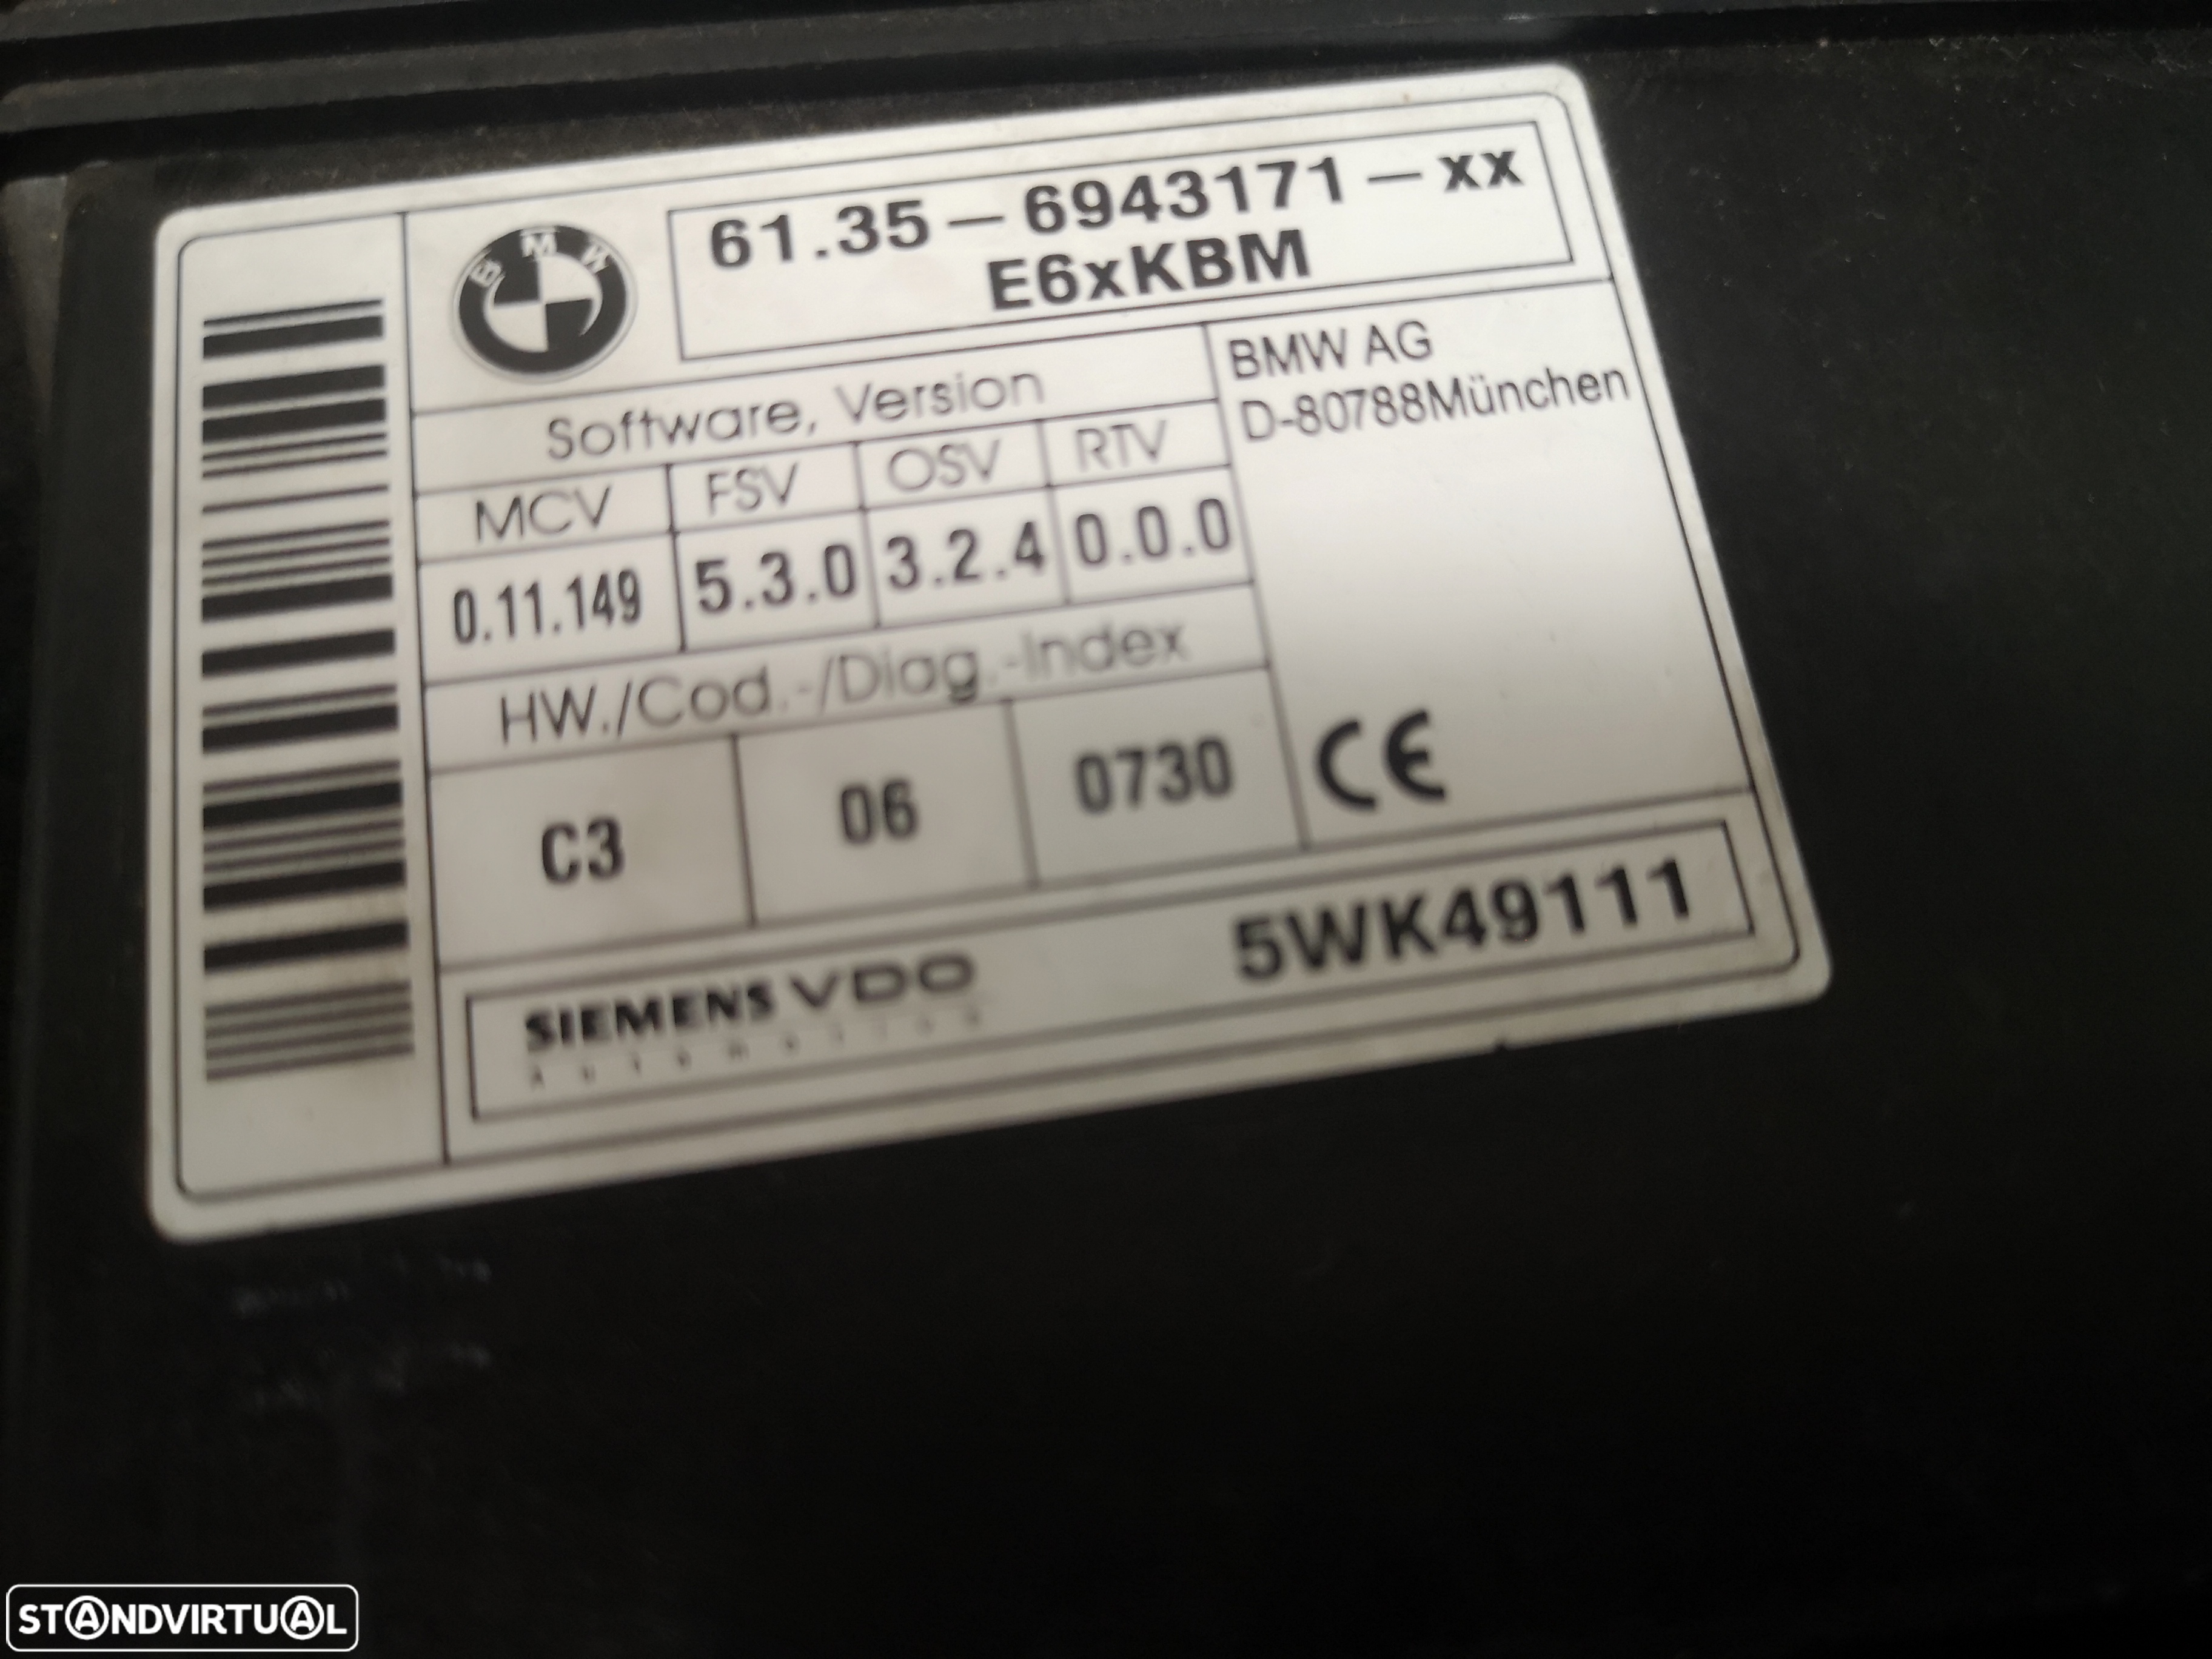 BMW
61.35-6943171-xx
E6xKBM
Software, Version
MCV FSV OSV RTV
0.11.149 5.3.0 3.2.4 0.0.0
HW./Cod.-/Diag.-Index
C3 06 0730
BMW AG
D-80788München
CE
SIEMENS VDO
AUTOMOTIVE
5WK49111
STANDVIRTUAL